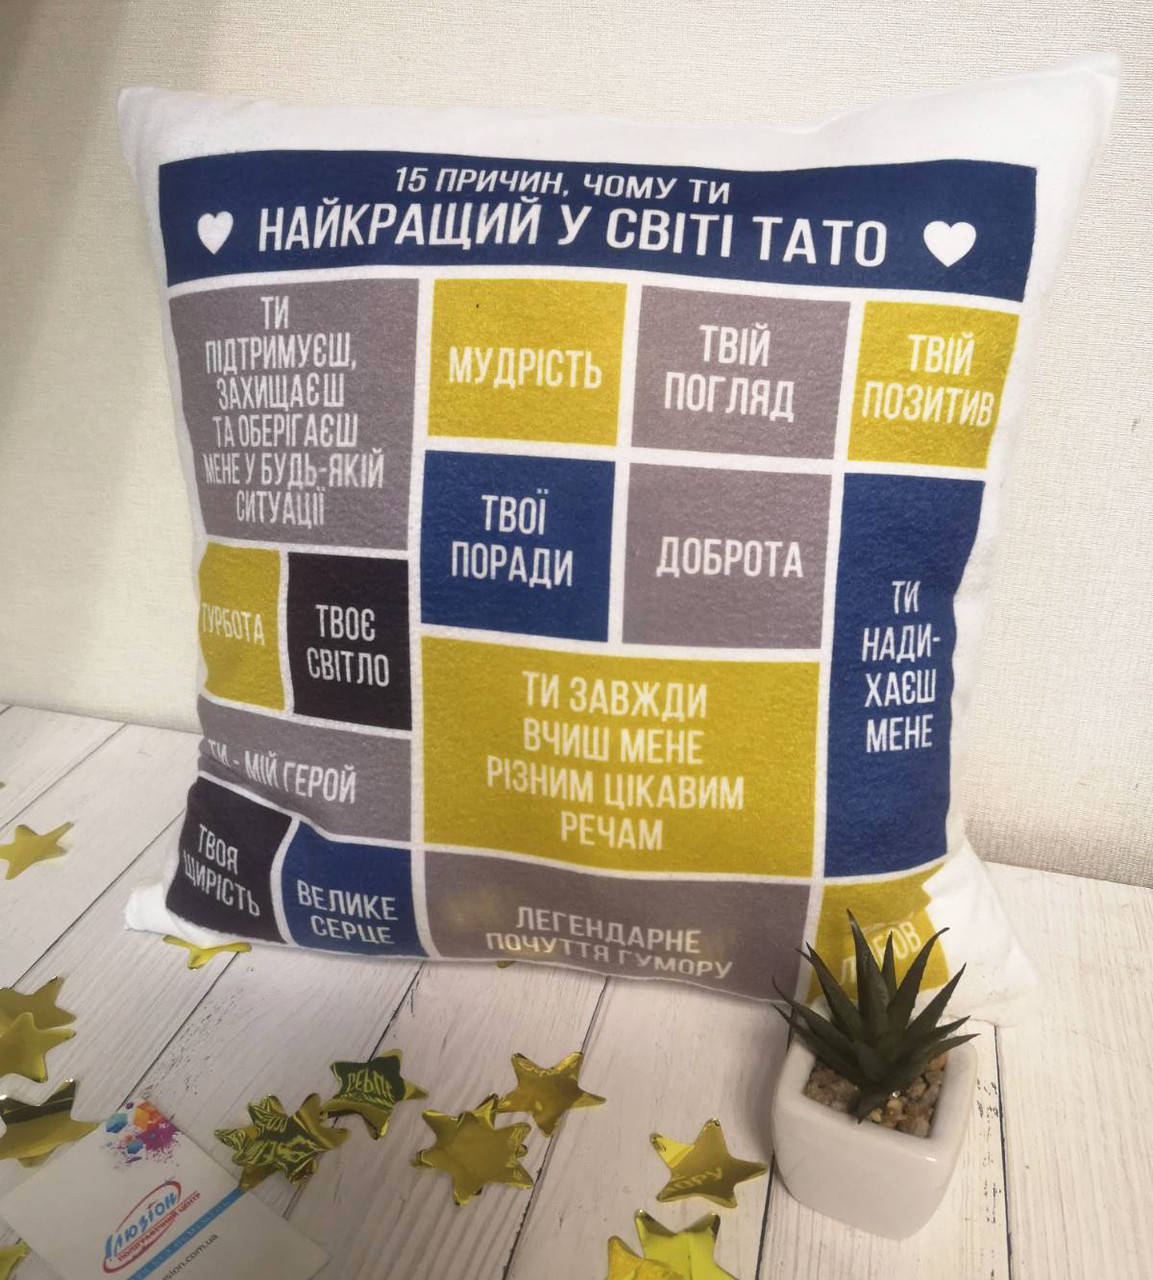 15 ПРИЧИН, ЧОМУ ТИ
НАЙКРАЩИЙ У СВІТІ ТАТО
ТИ
ПІДТРИМУЄШ,
ЗАХИЩАЄШ
ТА ОБЕРІГАЄШ
МЕНЕ У БУДЬ-ЯКІЙ
СИТУАЦІЇ
МУДРІСТЬ
ТВІЙ
ПОГЛЯД
ТВІЙ
ПОЗИТИВ
ТВОЇ
ПОРАДИ
ДОБРОТА
ТИ
НАДИ-
ХАЄШ
МЕНЕ
ТУРБОТА
ТВОЄ
СВІТЛО
ТИ ЗАВЖДИ
ВЧИШ МЕНЕ
РІЗНИМ ЦІКАВИМ
РЕЧАМ
ТИ - МІЙ ГЕРОЙ
ТВОЯ
ЩИРІСТЬ
ВЕЛИКЕ
СЕРЦЕ
ЛЕГЕНДАРНЕ
ПОЧУТТЯ ГУМОРУ
Ілюзіон
ПОЛІГРАФІЧНИЙ ЦЕНТР